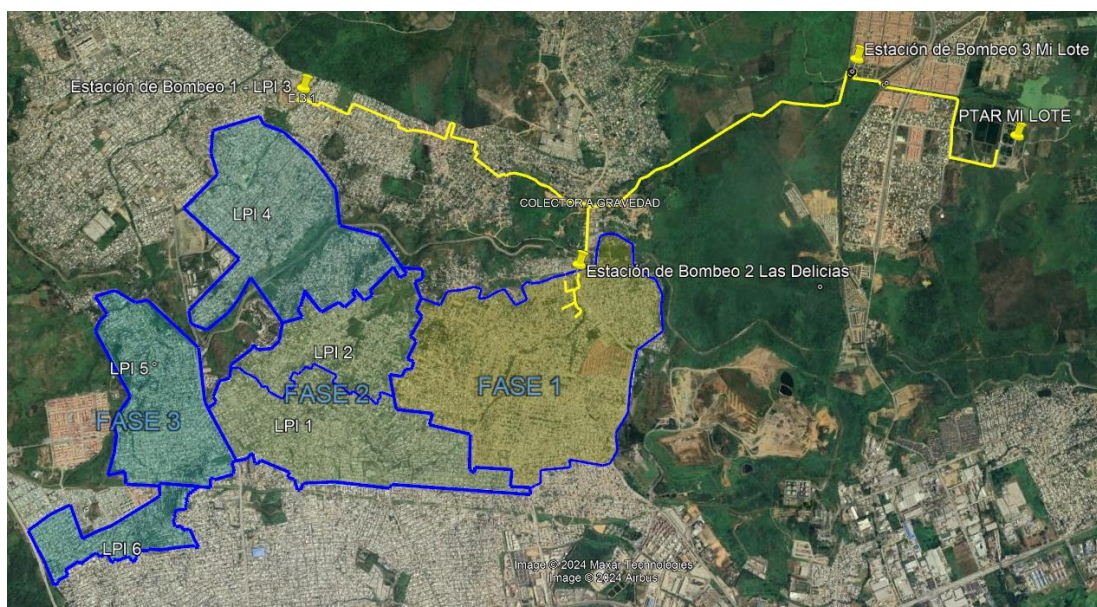 Estación de Bombeo 3 Mi Lote
Estación de Bombeo 1 - LPI 3
E.B 1
PTAR MI LOTE
LPI 4
COLECTOR A GRAVEDAD
Estación de Bombeo 2 Las Delicias
LPI 2
LPI 5
FASE 1
FASE 2
FASE 3
LPI 1
LPI 6
Image © 2024 Maxar Technologies
Image © 2024 Airbus